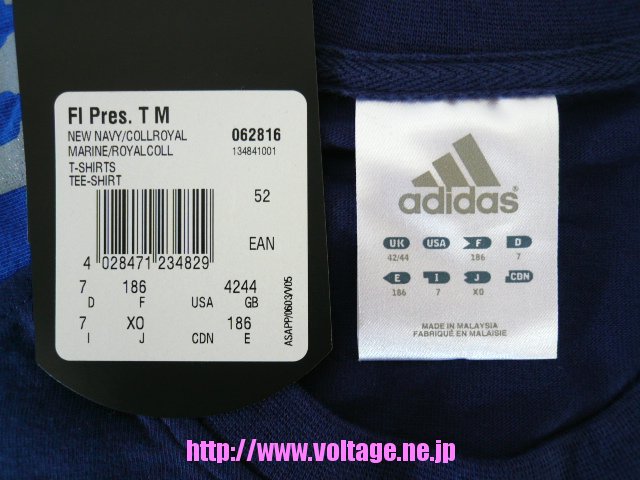 FI Pres. T M
NEW NAVY/COLLROYAL 062816
MARINE/ROYALCOLL 134841001
T-SHIRTS
TEE-SHIRT
52
EAN
4 028471 234829
7 186 4244
D F USA GB
7 XO 186
I J CDN E
ASAPP/0603/V05
adidas®
UK USA F D
42/44 186 7
E I J CDN
186 7 XO
MADE IN MALAYSIA
FABRIQUÉ EN MALAISIE
http://www.voltage.ne.jp